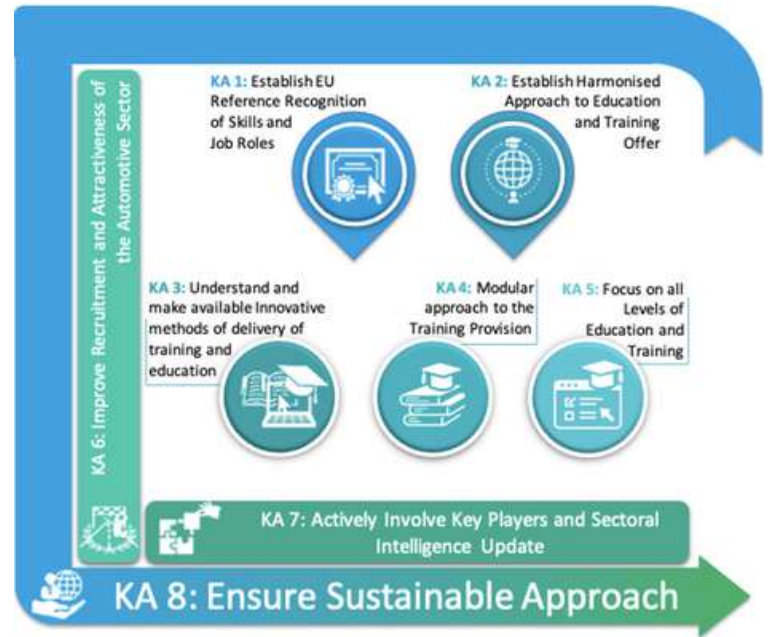 KA 1: Establish EU
Reference Recognition
of Skills and
Job Roles
KA 2: Establish Harmonised
Approach to Education
and Training
Offer
KA 3: Understand and
make available Innovative
methods of delivery of
training and
education
KA 4: Modular
approach to the
Training Provision
KA 5: Focus on all
Levels of
Education and
Training
KA 6: Improve Recruitment and Attractiveness of
the Automotive Sector
KA 7: Actively Involve Key Players and Sectoral
Intelligence Update
KA 8: Ensure Sustainable Approach